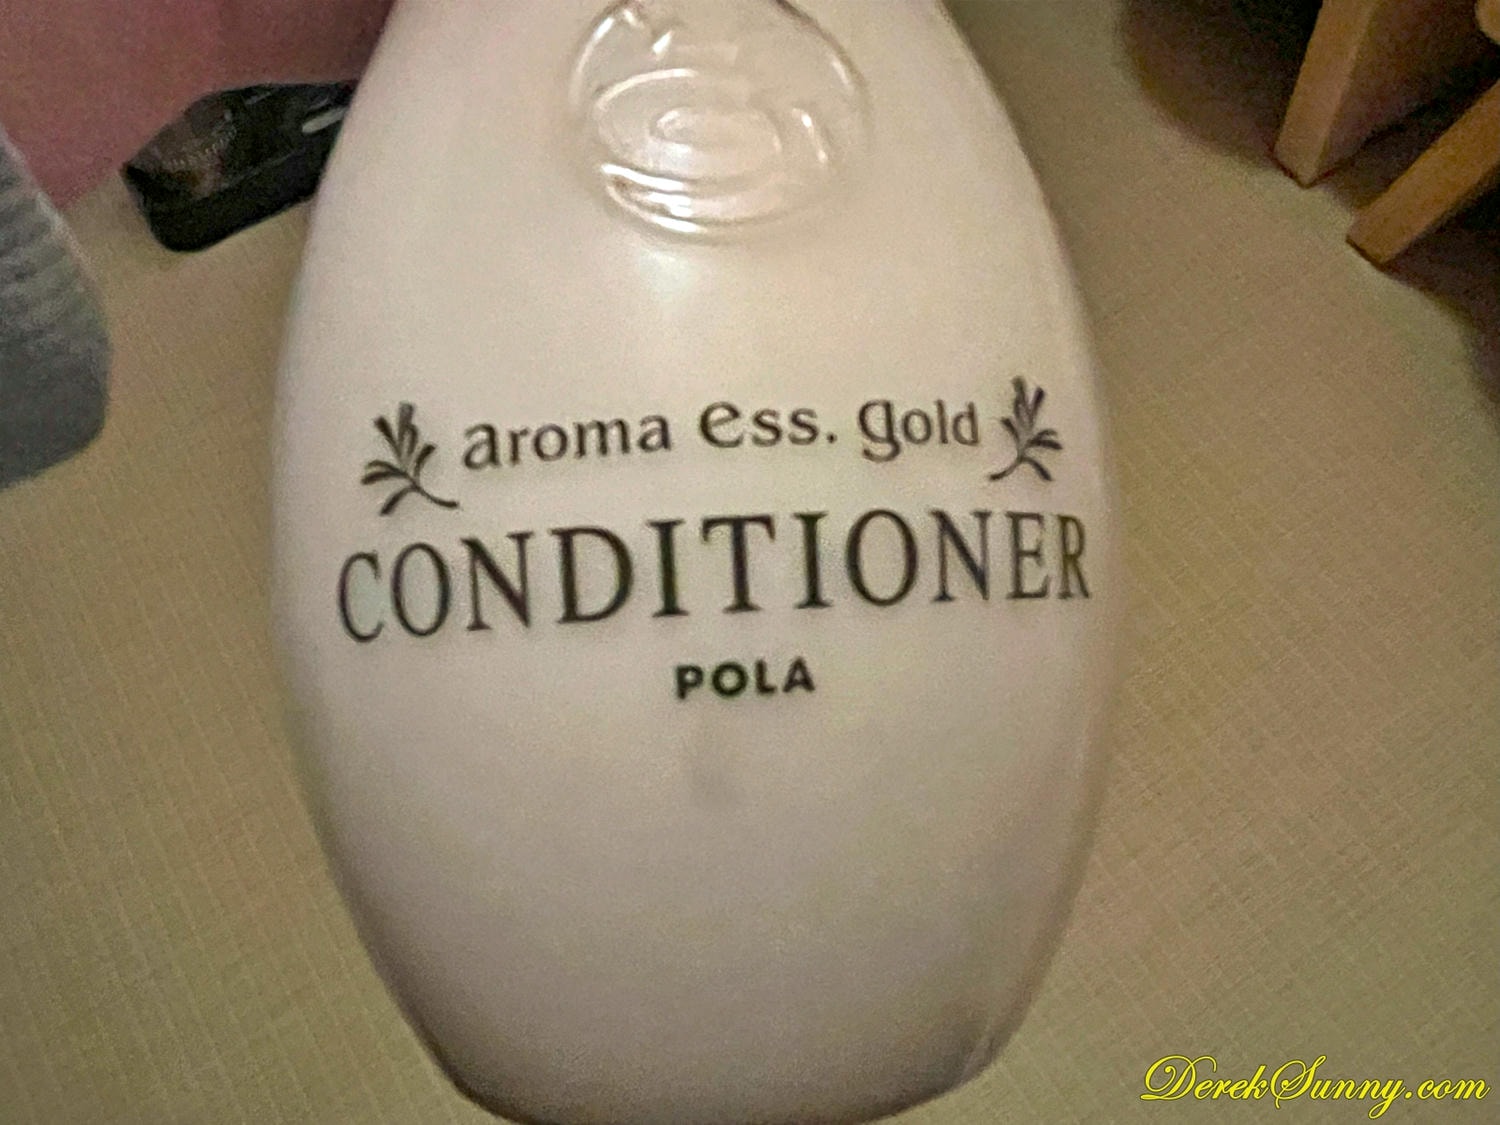 aroma ess. gold
CONDITIONER
POLA
DerekSunny.com